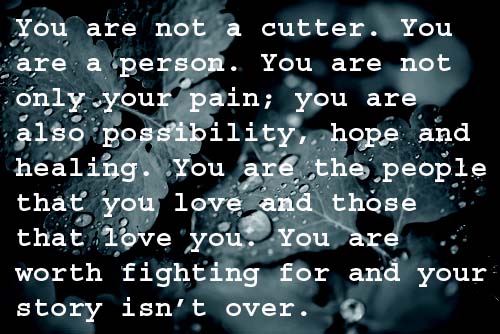 You are not a cutter. You
are a person. You are not
only your pain; you are
also possibility, hope and
healing. You are the people
that you love and those
that love you. You are
worth fighting for and your
story isn’t over.